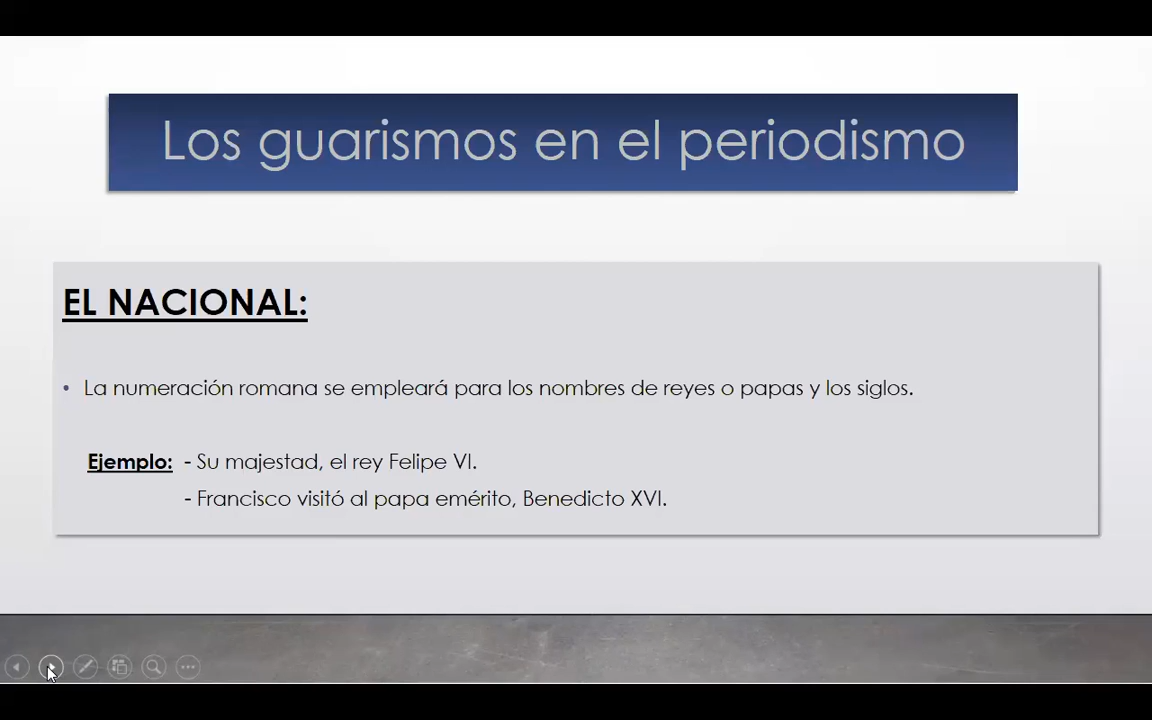 Los guarismos en el periodismo
EL NACIONAL:
• La numeración romana se empleará para los nombres de reyes o papas y los siglos.
Ejemplo: - Su majestad, el rey Felipe VI.
- Francisco visitó al papa emérito, Benedicto XVI.